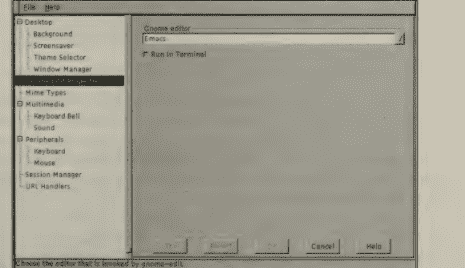 File Help
Desktop
Background
Screensaver
Theme Selector
Window Manager
Mime Types
Multimedia
Keyboard Bell
Sound
Peripherals
Keyboard
Mouse
Session Manager
URL Handlers
Gnome editor
Emacs
Run in Terminal
Cancel Help
Choose the editor that is invoked by gnome-edit.